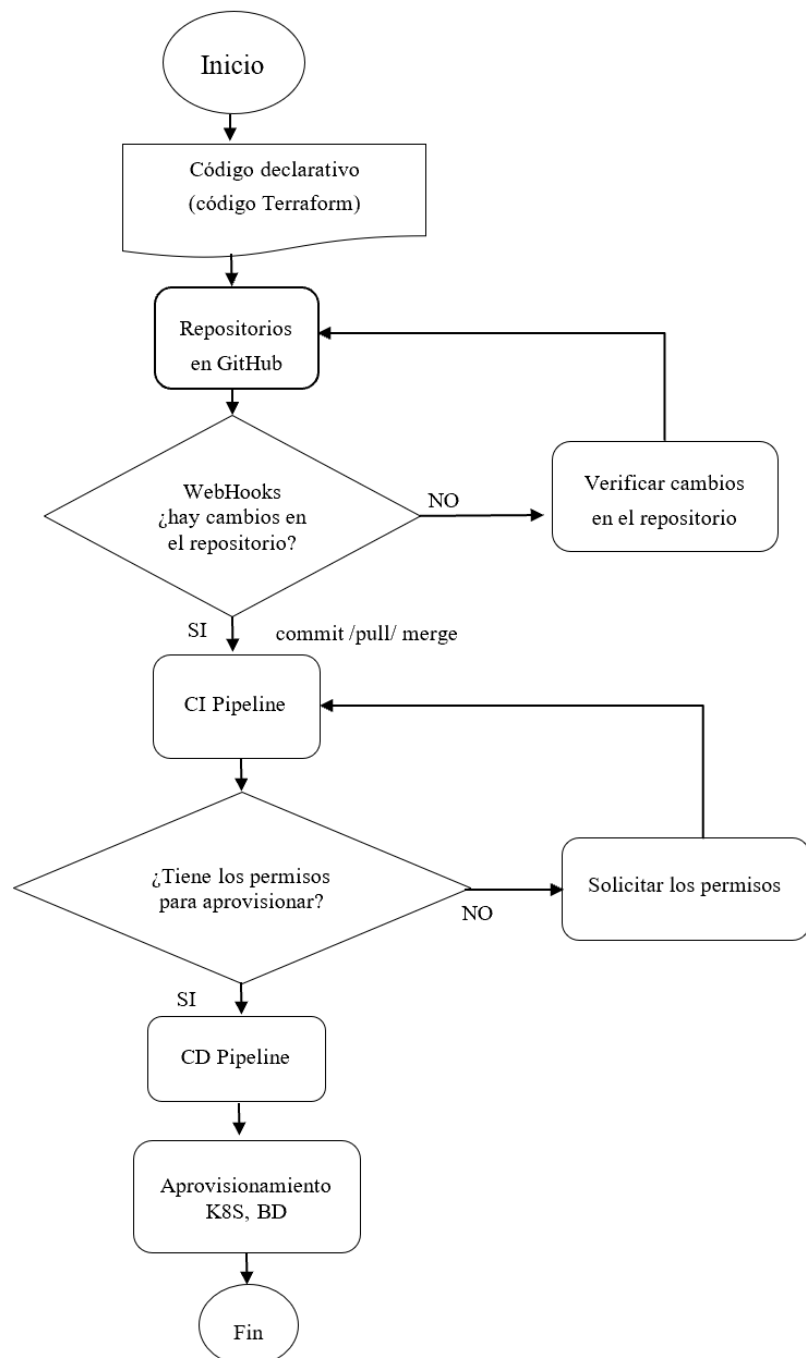 Inicio
Código declarativo
(código Terraform)
Repositorios
en GitHub
WebHooks
¿hay cambios en
el repositorio?
NO
Verificar cambios
en el repositorio
SI
commit /pull/ merge
CI Pipeline
¿Tiene los permisos
para aprovisionar?
NO
Solicitar los permisos
SI
CD Pipeline
Aprovisionamiento
K8S, BD
Fin